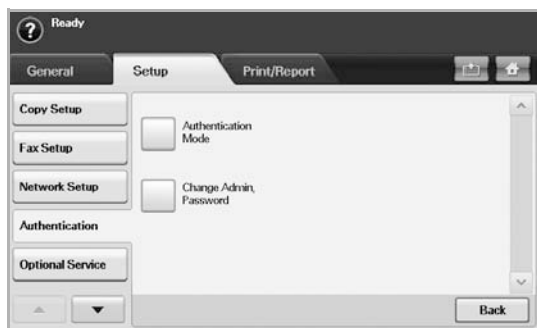 ? Ready
General Setup Print/Report
Copy Setup
Fax Setup
Network Setup
Authentication
Optional Service
Authentication
Mode
Change Admin,
Password
Back